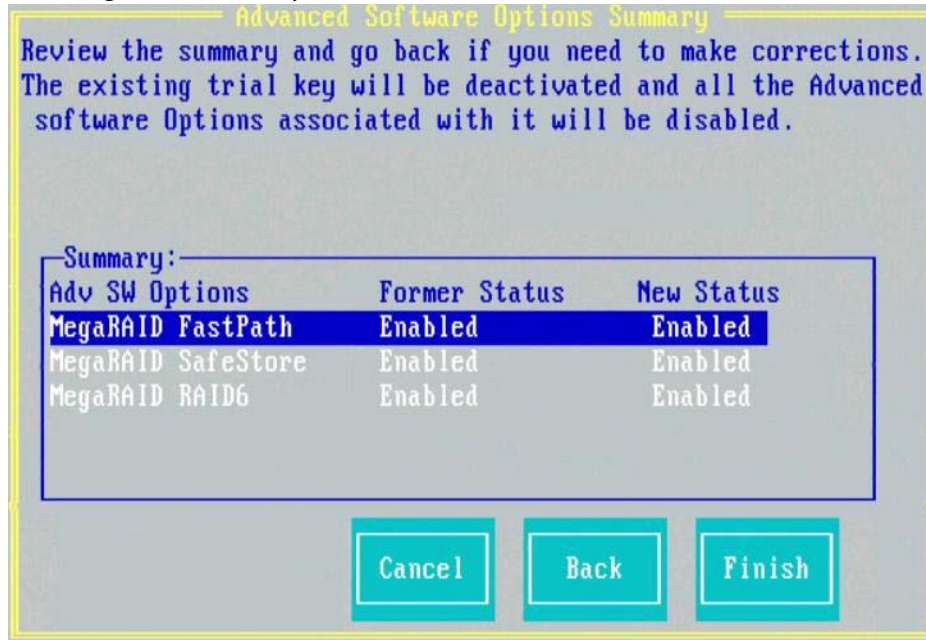 Advanced Software Options Summary
Review the summary and go back if you need to make corrections.
The existing trial key will be deactivated and all the Advanced
software Options associated with it will be disabled.
Summary:
Adv SW Options Former Status New Status
MegaRAID FastPath Enabled Enabled
MegaRAID SafeStore Enabled Enabled
MegaRAID RAID6 Enabled Enabled
Cancel Back Finish